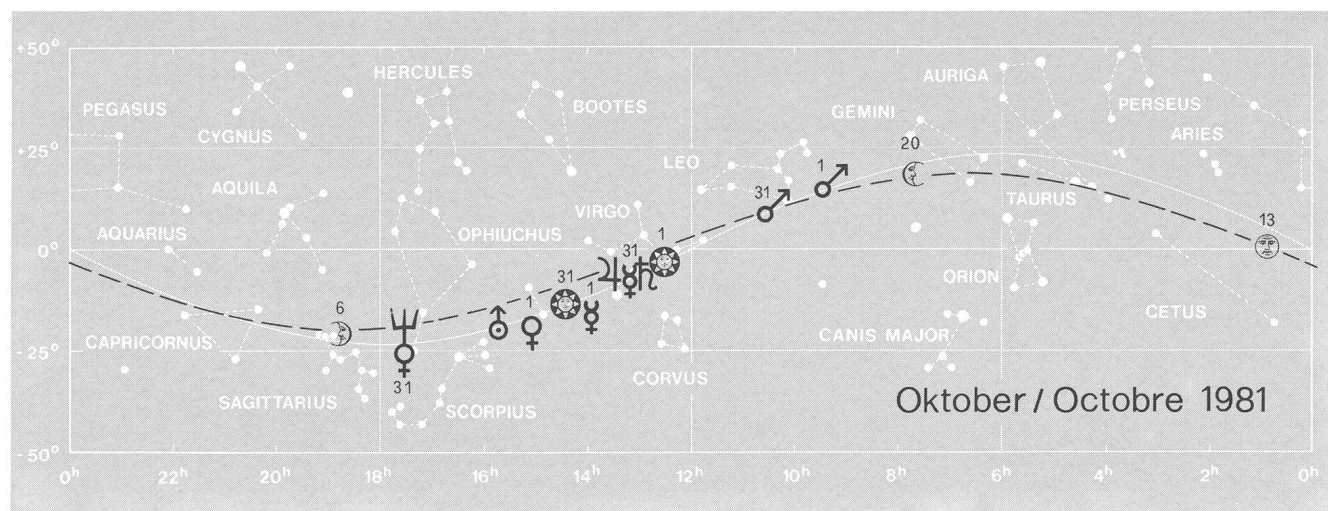 +50°
HERCULES
AURIGA
PEGASUS
BOOTES
GEMINI
PERSEUS
CYGNUS
ARIES
20
+25°
LEO
1
AQUILA
31
TAURUS
VIRGO
AQUARIUS
OPHIUCHUS
1
13
0°
31
31
ORION
1
6
1
CETUS
CAPRICORNUS
CANIS MAJOR
-25°
CORVUS
31
SAGITTARIUS
SCORPIUS
Oktober / Octobre 1981
-50°
0h 22h 20h 18h 16h 14h 12h 10h 8h 6h 4h 2h 0h